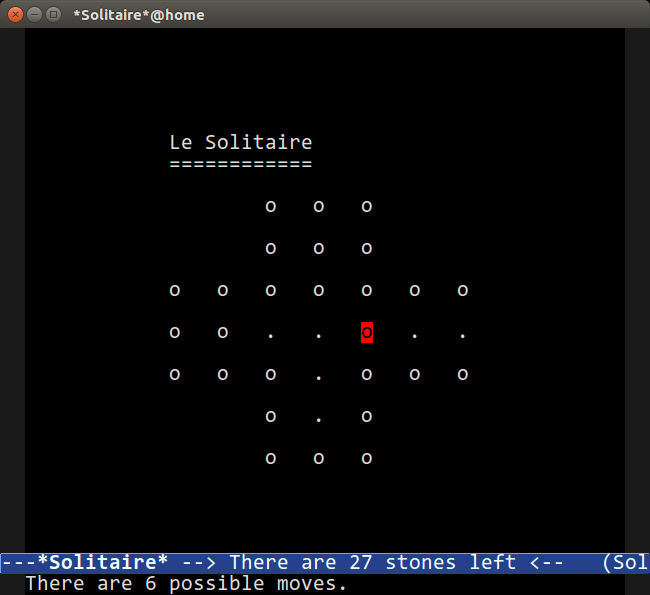 *Solitaire*@home
Le Solitaire
============
o o o
o o o
o o o o o o o
o o . . o . .
o o o . o o o
o . o
o o o
---*Solitaire* --> There are 27 stones left <-- (Sol
There are 6 possible moves.